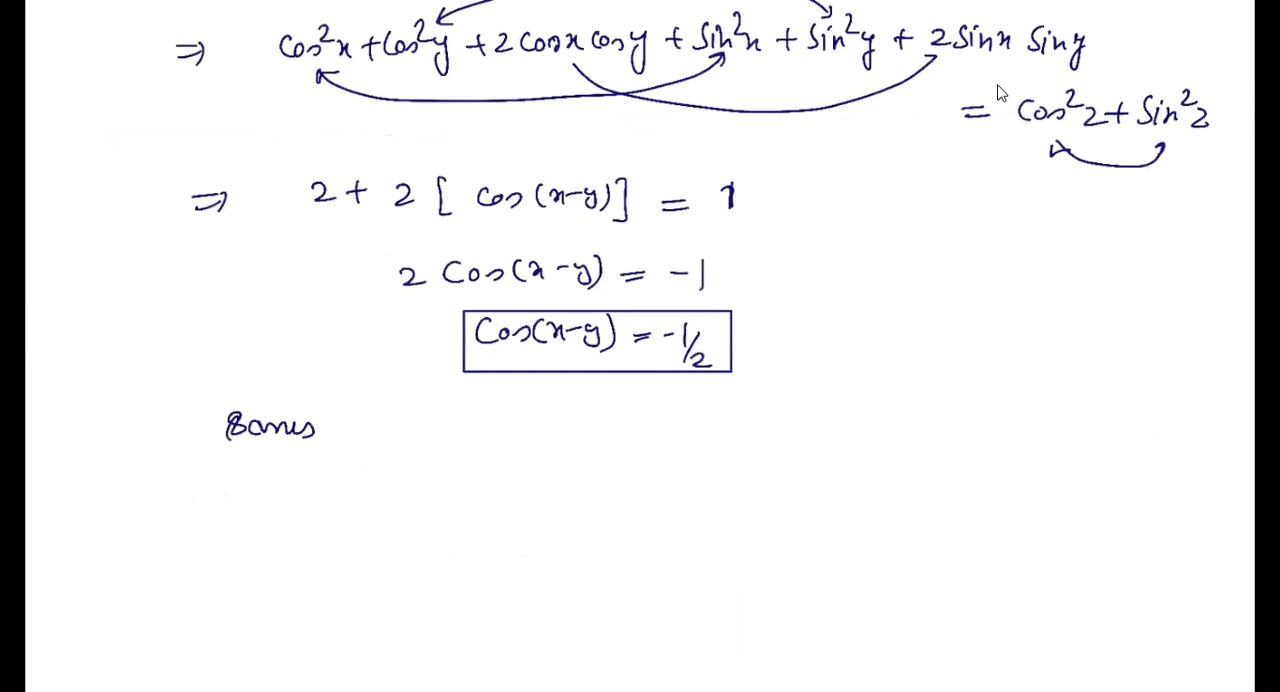 ⇒ Cos²x + Cos²y + 2 Cosx Cosy + Sin²x + Sin²y + 2 Sinx Siny
= Cos²z + Sin²z
⇒ 2 + 2 [ Cos (x-y)] = 1
2 Cos(x-y) = -1
Cos(x-y) = -1/2